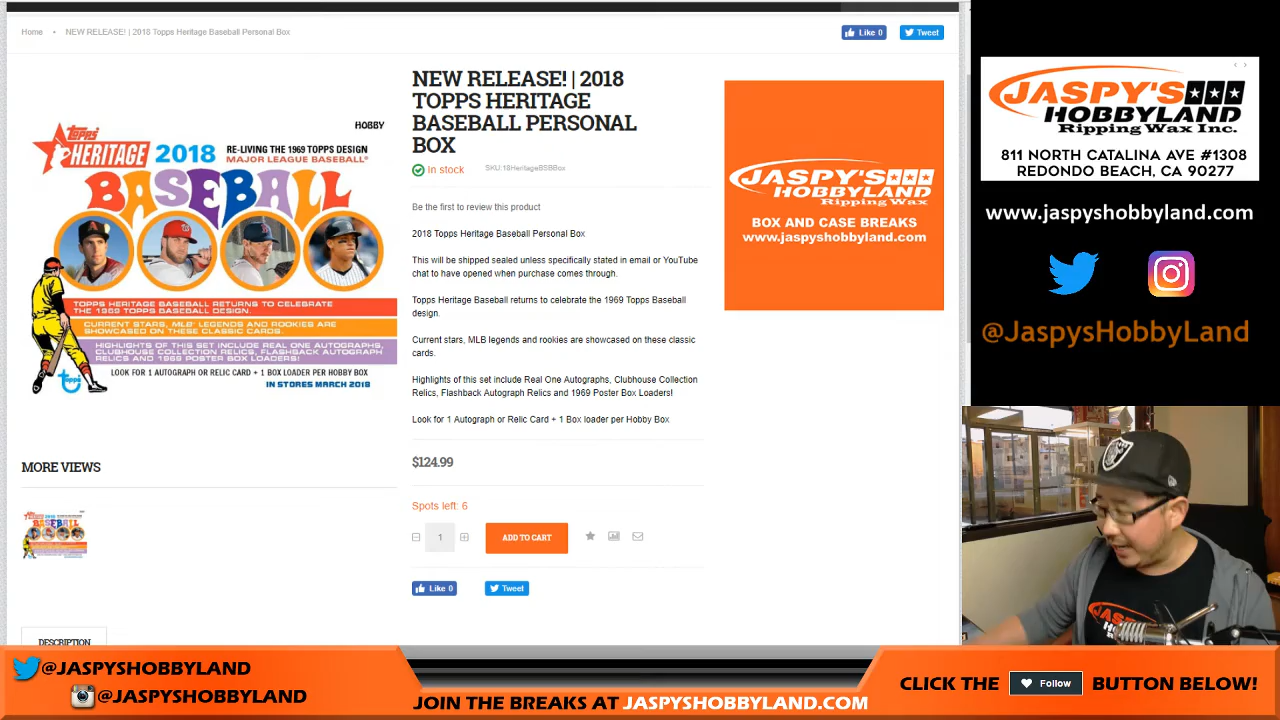 Home • NEW RELEASE! | 2018 Topps Heritage Baseball Personal Box
Like 0
Tweet
topps
HERITAGE
2018
HOBBY
RE-LIVING THE 1969 TOPPS DESIGN
MAJOR LEAGUE BASEBALL®
BASEBALL
TOPPS HERITAGE BASEBALL RETURNS TO CELEBRATE
THE 1969 TOPPS BASEBALL DESIGN.
CURRENT STARS, MLB® LEGENDS AND ROOKIES ARE
SHOWCASED ON THESE CLASSIC CARDS.
HIGHLIGHTS OF THIS SET INCLUDE REAL ONE AUTOGRAPHS,
CLUBHOUSE COLLECTION RELICS, FLASHBACK AUTOGRAPH
RELICS AND 1969 POSTER BOX LOADERS!
LOOK FOR 1 AUTOGRAPH OR RELIC CARD + 1 BOX LOADER PER HOBBY BOX
topps
IN STORES MARCH 2018
MORE VIEWS
DESCRIPTION
NEW RELEASE! | 2018
TOPPS HERITAGE
BASEBALL PERSONAL
BOX
In stock
SKU:18HeritageBSBBox
Be the first to review this product
2018 Topps Heritage Baseball Personal Box
This will be shipped sealed unless specifically stated in email or YouTube
chat to have opened when purchase comes through.
Topps Heritage Baseball returns to celebrate the 1969 Topps Baseball
design.
Current stars, MLB legends and rookies are showcased on these classic
cards.
Highlights of this set include Real One Autographs, Clubhouse Collection
Relics, Flashback Autograph Relics and 1969 Poster Box Loaders!
Look for 1 Autograph or Relic Card + 1 Box loader per Hobby Box
$124.99
Spots left: 6
1
ADD TO CART
Like 0
Tweet
JASPY'S
HOBBYLAND
Ripping Wax Inc.
BOX AND CASE BREAKS
www.jaspyshobbyland.com
JASPY'S
HOBBYLAND
Ripping Wax Inc.
811 NORTH CATALINA AVE #1308
REDONDO BEACH, CA 90277
www.jaspyshobbyland.com
@JaspysHobbyLand
@JASPYSHOBBYLAND
@JASPYSHOBBYLAND
JOIN THE BREAKS AT JASPYSHOBBYLAND.COM
CLICK THE Follow BUTTON BELOW!